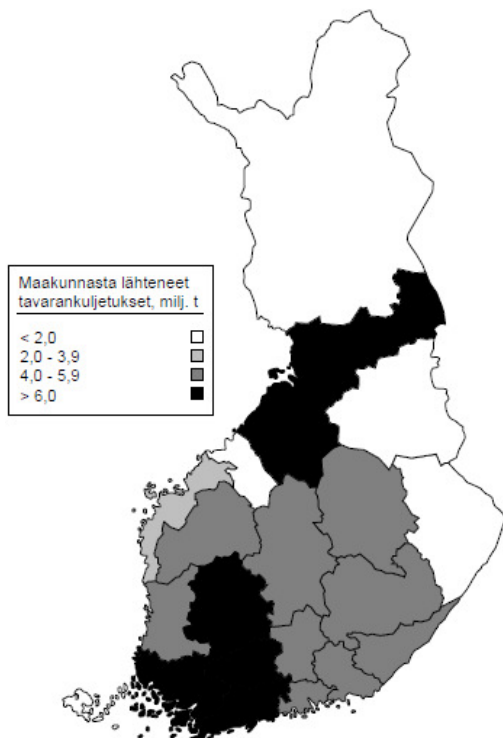 Maakunnasta lähteneet
tavarankuljetukset, milj. t
< 2,0
2,0 - 3,9
4,0 - 5,9
> 6,0